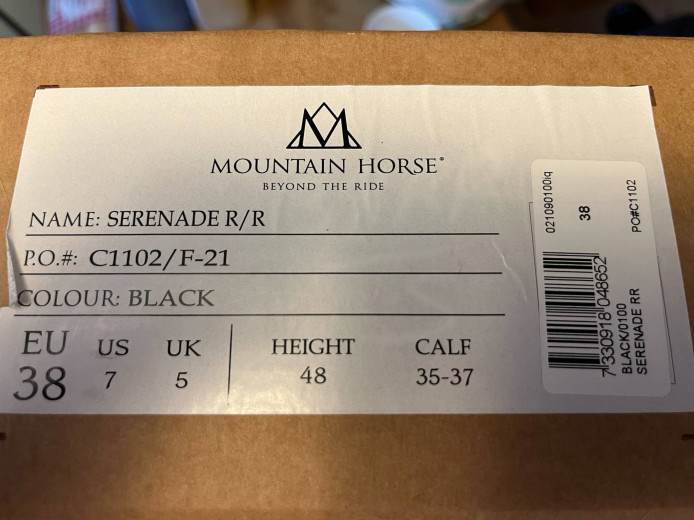 MOUNTAIN HORSE®
BEYOND THE RIDE
NAME: SERENADE R/R
P.O.#: C1102/F-21
COLOUR: BLACK
EU US UK HEIGHT CALF
38 7 5 48 35-37
021090100iq
38
PO#C1102
7330918048652
BLACK/0100
SERENADE RR